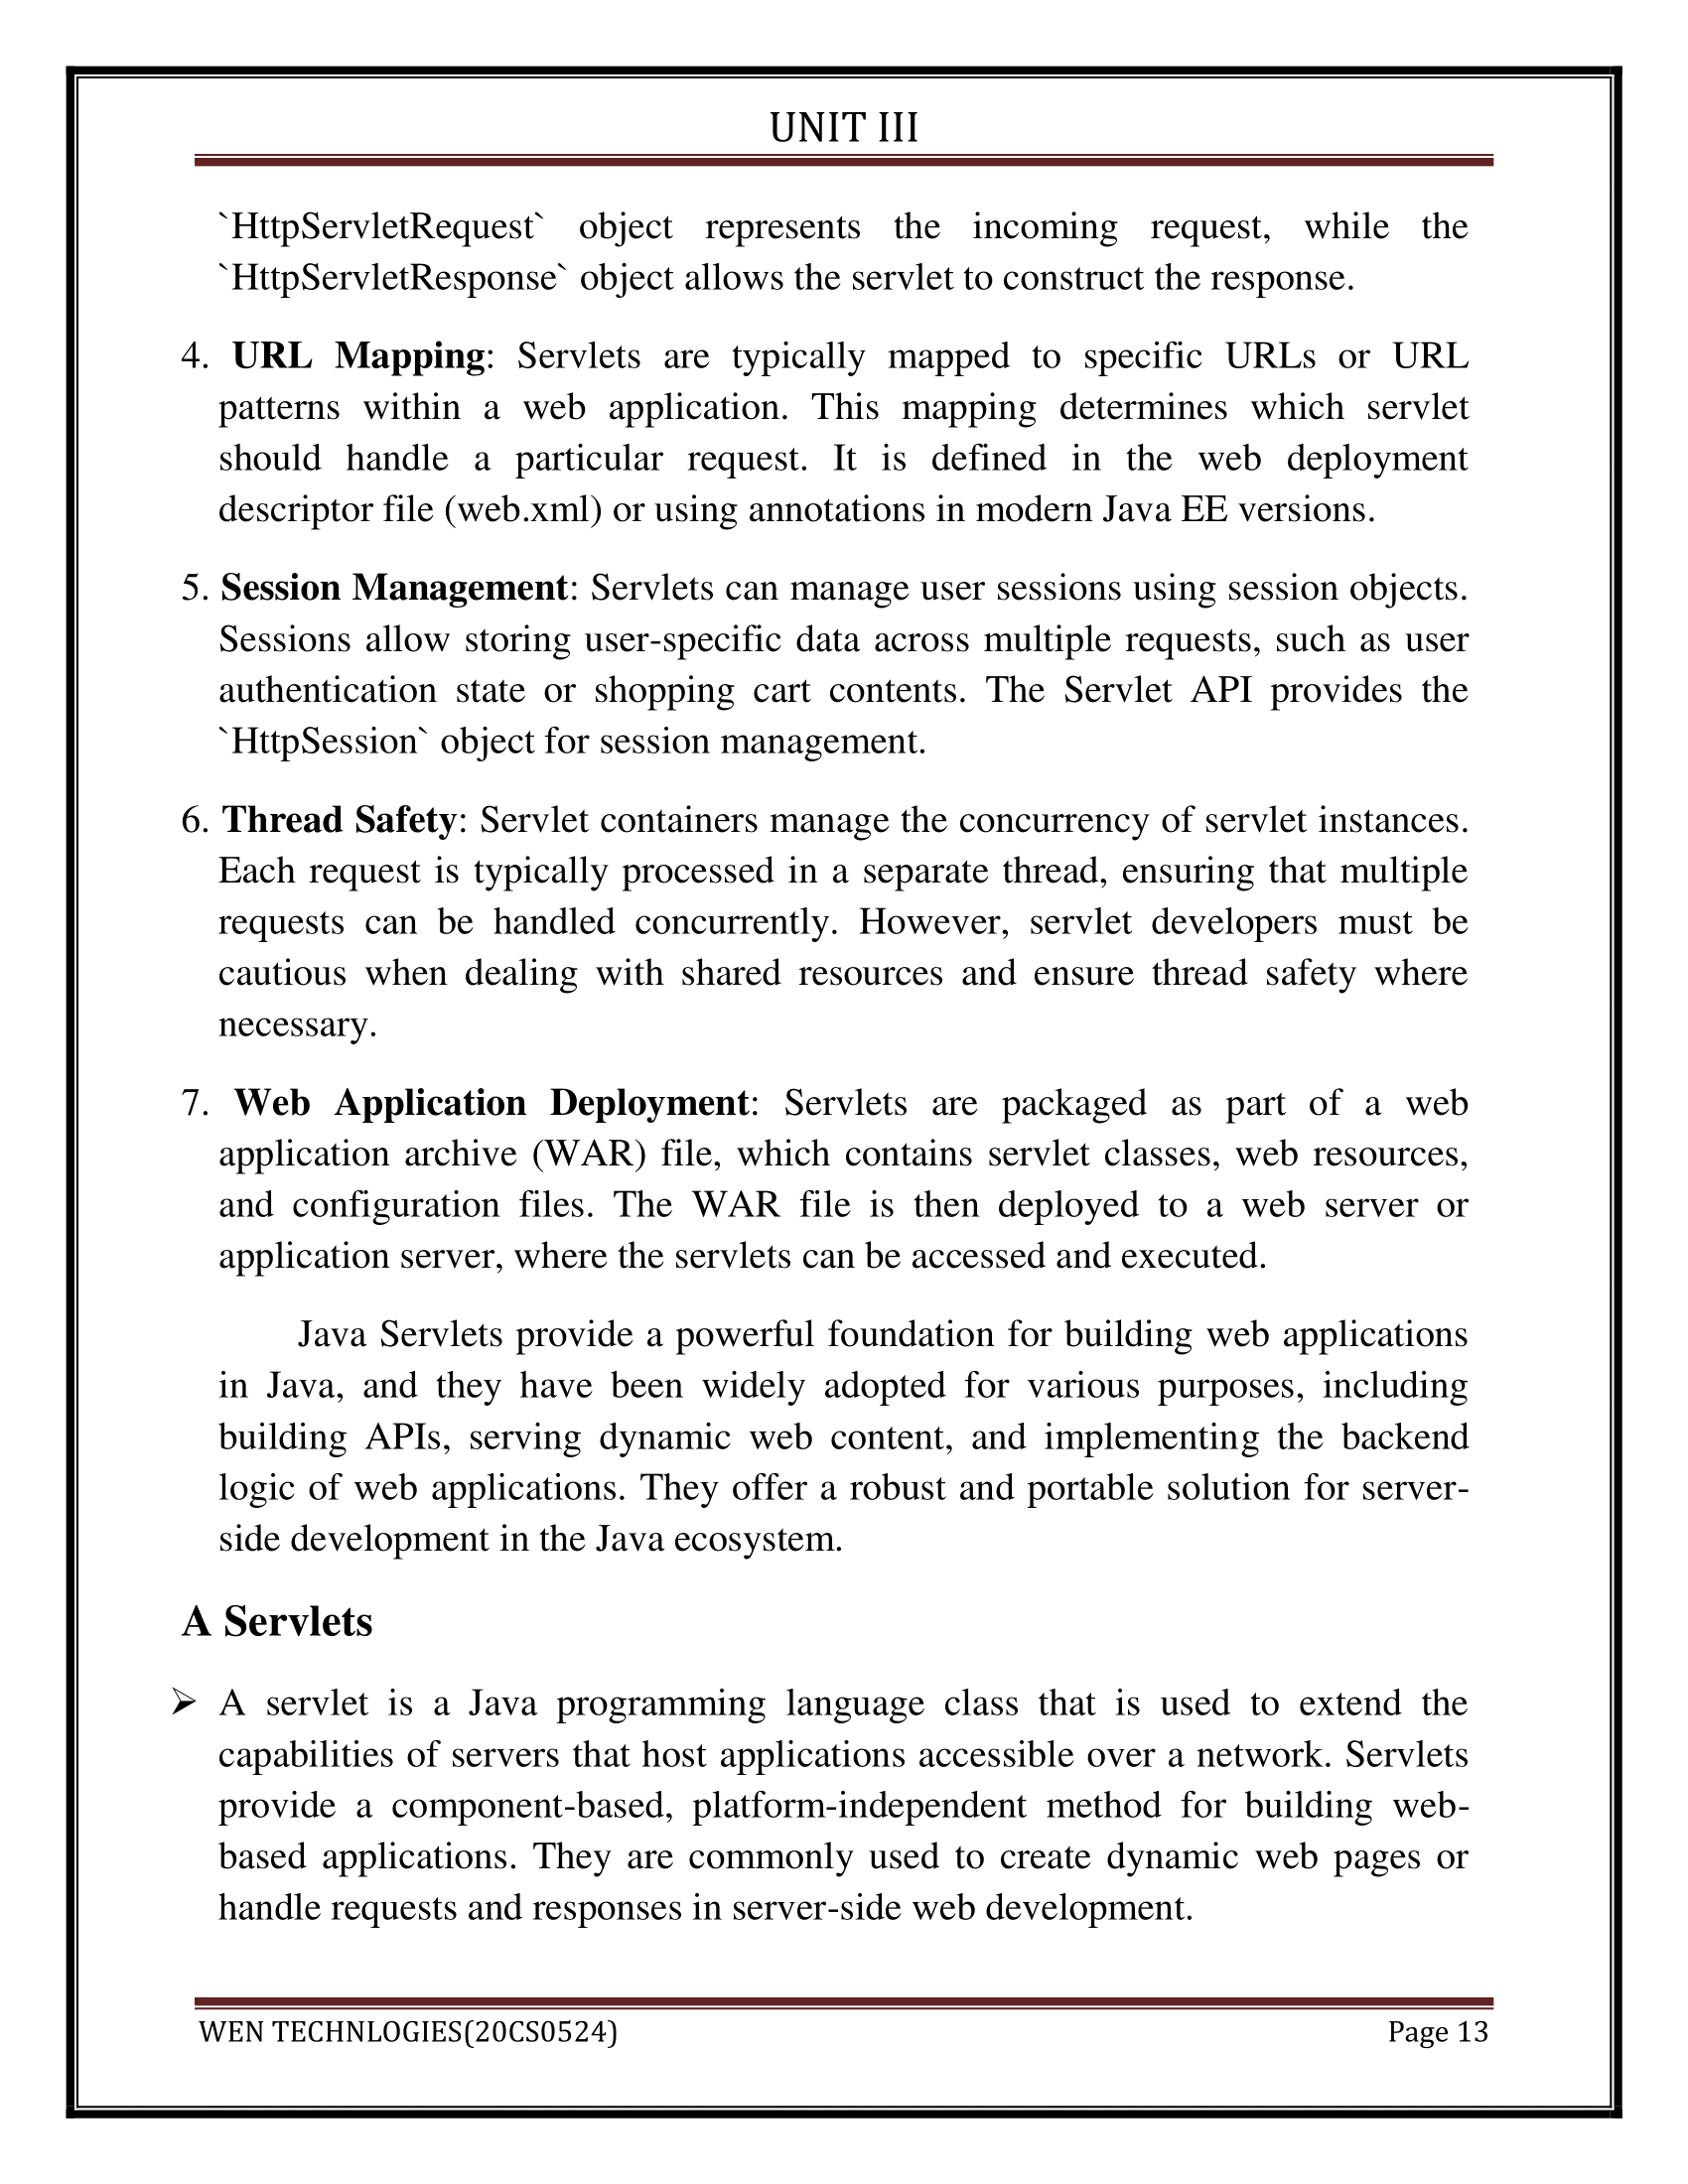 UNIT III
`HttpServletRequest` object represents the incoming request, while the
`HttpServletResponse` object allows the servlet to construct the response.
4. URL Mapping: Servlets are typically mapped to specific URLs or URL
patterns within a web application. This mapping determines which servlet
should handle a particular request. It is defined in the web deployment
descriptor file (web.xml) or using annotations in modern Java EE versions.
5. Session Management: Servlets can manage user sessions using session objects.
Sessions allow storing user-specific data across multiple requests, such as user
authentication state or shopping cart contents. The Servlet API provides the
`HttpSession` object for session management.
6. Thread Safety: Servlet containers manage the concurrency of servlet instances.
Each request is typically processed in a separate thread, ensuring that multiple
requests can be handled concurrently. However, servlet developers must be
cautious when dealing with shared resources and ensure thread safety where
necessary.
7. Web Application Deployment: Servlets are packaged as part of a web
application archive (WAR) file, which contains servlet classes, web resources,
and configuration files. The WAR file is then deployed to a web server or
application server, where the servlets can be accessed and executed.
Java Servlets provide a powerful foundation for building web applications
in Java, and they have been widely adopted for various purposes, including
building APIs, serving dynamic web content, and implementing the backend
logic of web applications. They offer a robust and portable solution for server-
side development in the Java ecosystem.
A Servlets
➢ A servlet is a Java programming language class that is used to extend the
capabilities of servers that host applications accessible over a network. Servlets
provide a component-based, platform-independent method for building web-
based applications. They are commonly used to create dynamic web pages or
handle requests and responses in server-side web development.
WEN TECHNLOGIES(20CS0524) Page 13